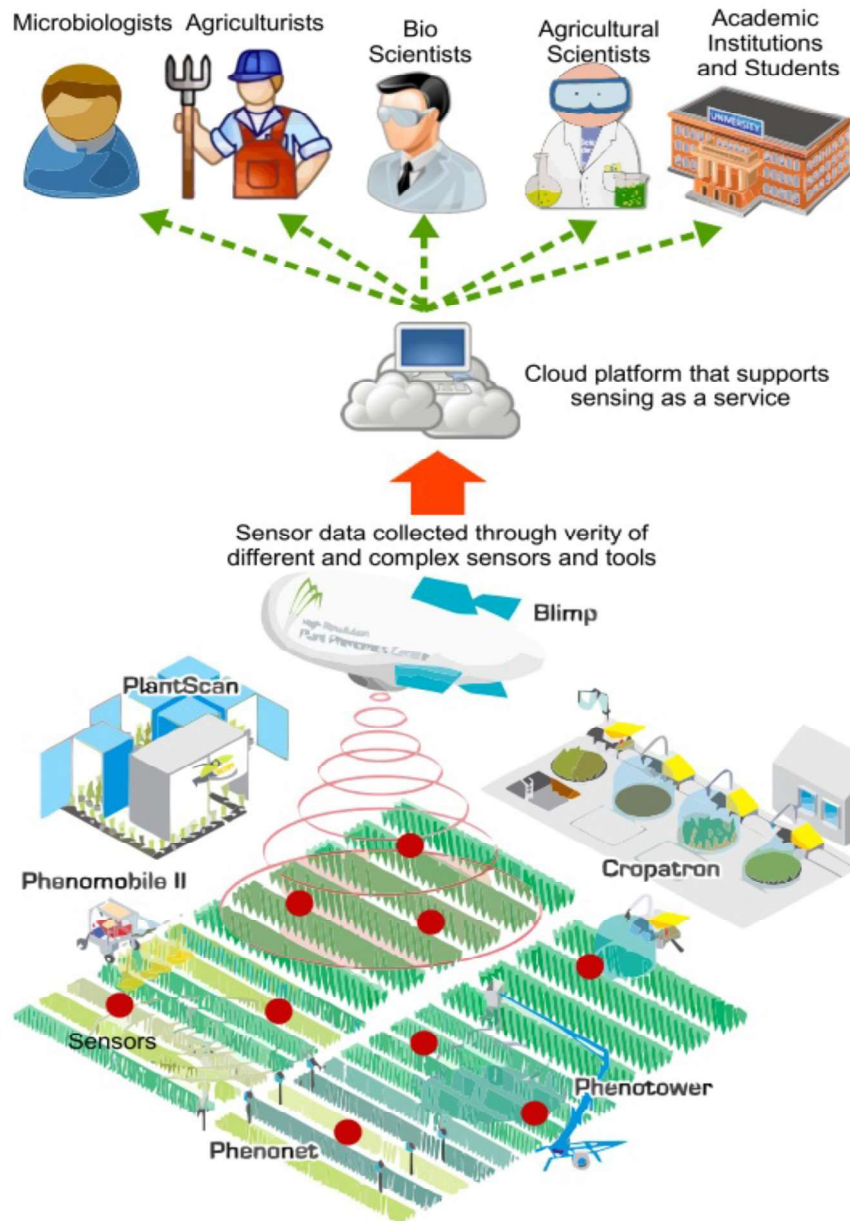 Microbiologists
Agriculturists
Bio
Scientists
Agricultural
Scientists
Academic
Institutions
and Students
UNIVERSITY
Cloud platform that supports
sensing as a service
Sensor data collected through verity of
different and complex sensors and tools
Blimp
High Resolution
Plant Phenomics Centre
PlantScan
Phenomobile II
Cropatron
Sensors
Phenotower
Phenonet